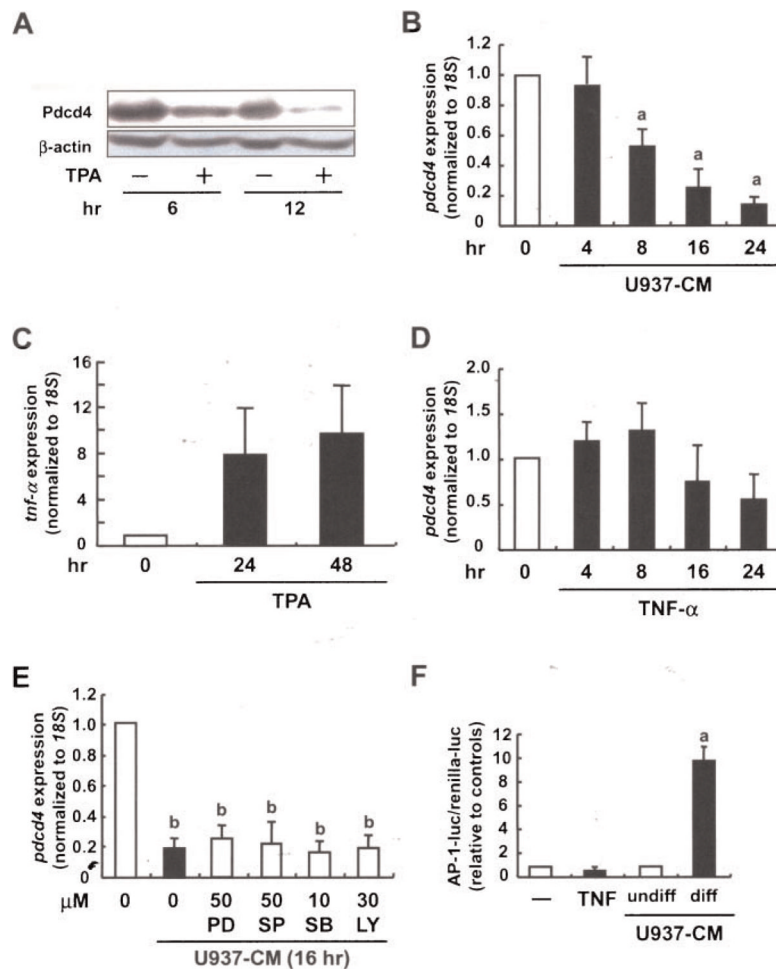 A
Pdcd4
β-actin
TPA − + − +
hr 6 12
B
pdcd4 expression
(normalized to 18S)
1.2
1.0
0.8
0.6
0.4
0.2
0
a
a
a
hr 0 4 8 16 24
U937-CM
C
tnf-α expression
(normalized to 18S)
16
12
8
4
0
hr 0 24 48
TPA
D
pdcd4 expression
(normalized to 18S)
2.0
1.5
1.0
0.5
0
hr 0 4 8 16 24
TNF-α
E
pdcd4 expression
(normalized to 18S)
1.2
1.0
0.8
0.6
0.4
0.2
0
b b b b b
μM 0 0 50 50 10 30
PD SP SB LY
U937-CM (16 hr)
F
AP-1-luc/renilla-luc
(relative to controls)
12
10
8
6
4
2
0
a
— TNF undiff diff
U937-CM